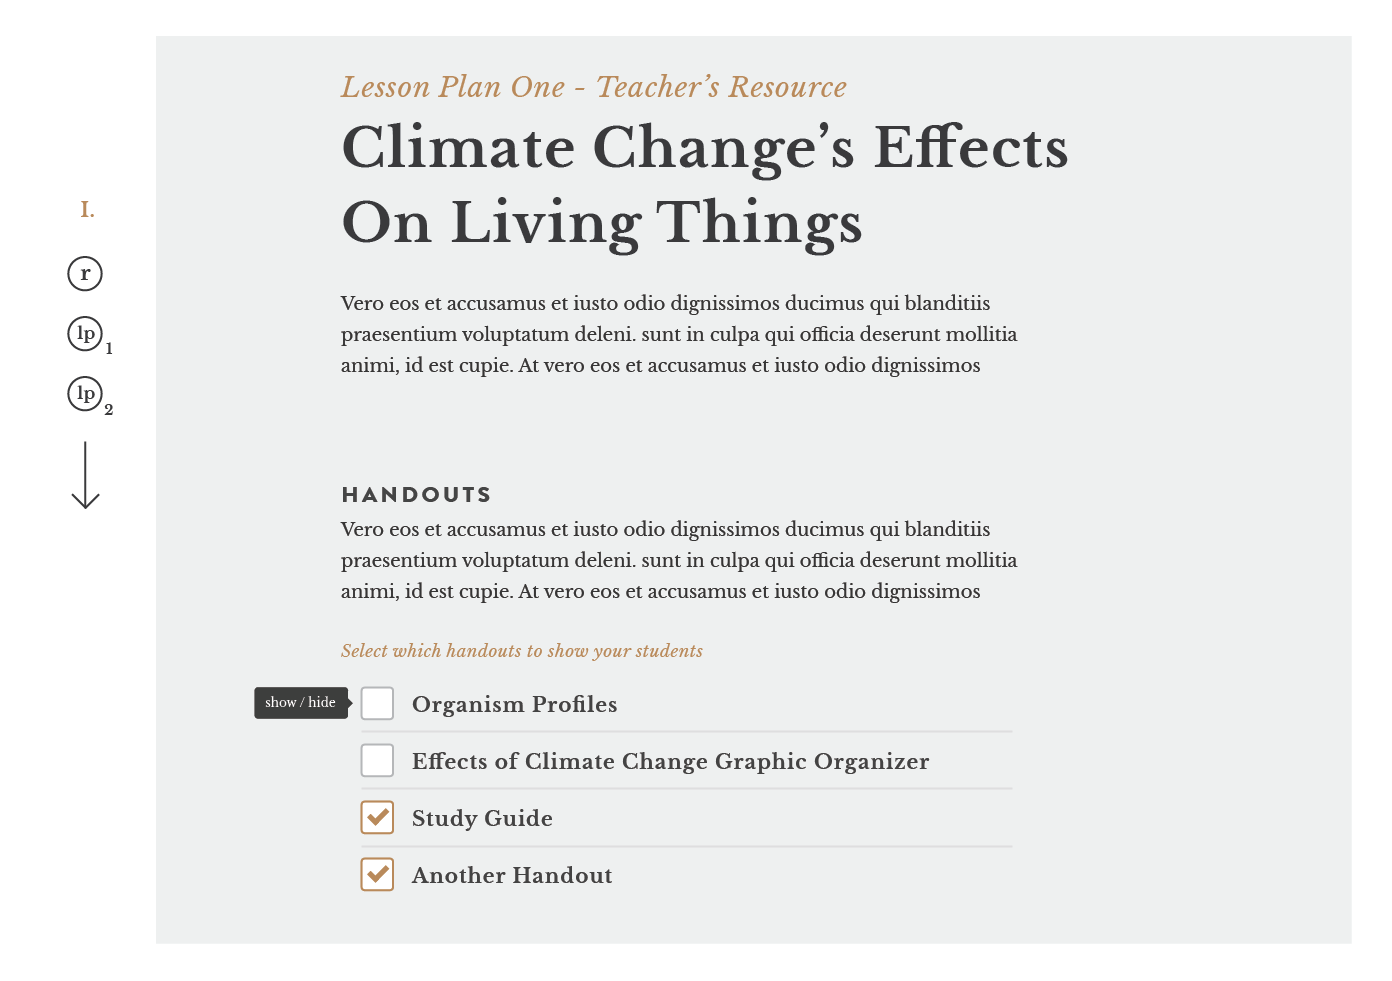 Lesson Plan One - Teacher’s Resource
Climate Change’s Effects
On Living Things
I.
r
lp 1
lp 2
Vero eos et accusamus et iusto odio dignissimos ducimus qui blanditiis
praesentium voluptatum deleni. sunt in culpa qui officia deserunt mollitia
animi, id est cupie. At vero eos et accusamus et iusto odio dignissimos
HANDOUTS
Vero eos et accusamus et iusto odio dignissimos ducimus qui blanditiis
praesentium voluptatum deleni. sunt in culpa qui officia deserunt mollitia
animi, id est cupie. At vero eos et accusamus et iusto odio dignissimos
Select which handouts to show your students
show / hide
Organism Profiles
Effects of Climate Change Graphic Organizer
Study Guide
Another Handout